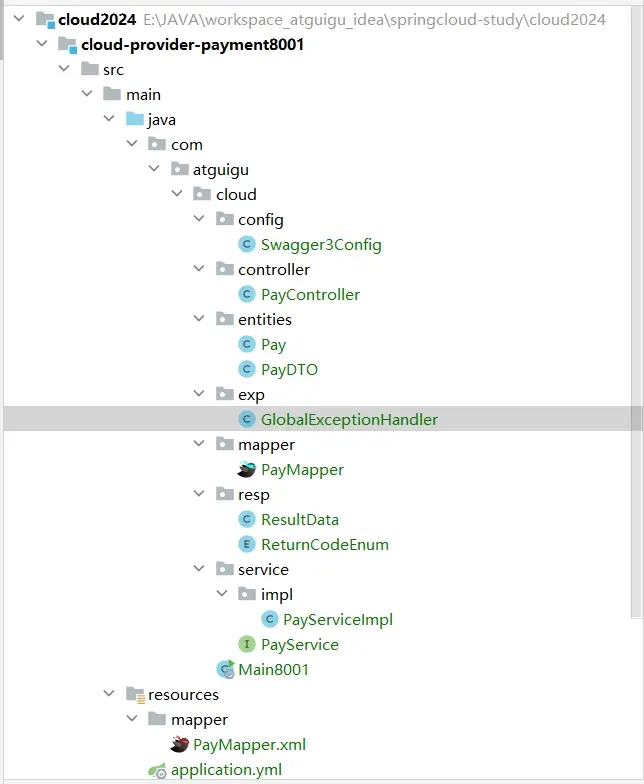 cloud2024 E:\JAVA\workspace_atguigu_idea\springcloud-study\cloud2024
cloud-provider-payment8001
src
main
java
com
atguigu
cloud
config
C Swagger3Config
controller
C PayController
entities
C Pay
C PayDTO
exp
C GlobalExceptionHandler
mapper
PayMapper
resp
C ResultData
E ReturnCodeEnum
service
impl
C PayServiceImpl
I PayService
C Main8001
resources
mapper
PayMapper.xml
application.yml